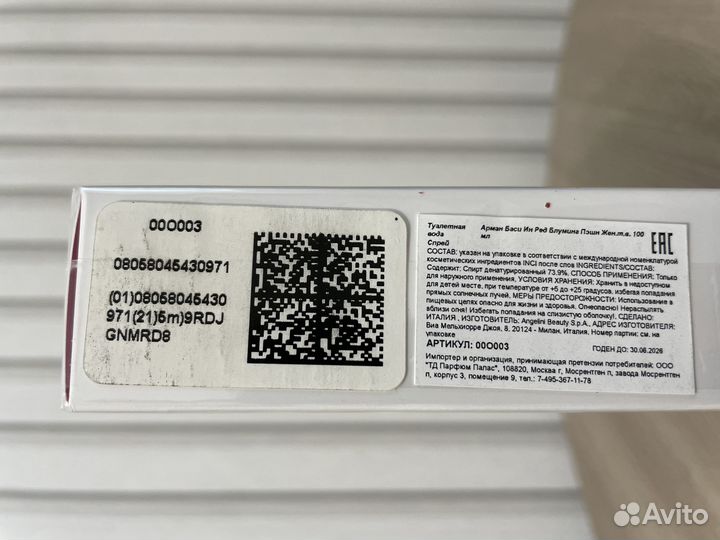 000003
08058045430971
(01)08058045430
971(21)5m)9RDJ
GNMRD8
Туалетная вода Спрей
Арман Баси Ин Ред Блумина Пэшн Жен.т.в. 100 мл
EAC
СОСТАВ: указан на упаковке в соответствии с международной номенклатурой
косметических ингредиентов INCI после слов INGREDIENTS/СОСТАВ:
Содержит: Спирт денатурированный 73.9%. СПОСОБ ПРИМЕНЕНИЯ: Только
для наружного применения. УСЛОВИЯ ХРАНЕНИЯ: Хранить в недоступном
для детей месте, при температуре от +5 до +25 градусов, избегая попадания
прямых солнечных лучей. МЕРЫ ПРЕДОСТОРОЖНОСТИ: Использование в
пищевых целях опасно для жизни и здоровья. Огнеопасно! Нераспылять
вблизи огня! Избегать попадания на слизистую оболочку!. СДЕЛАНО:
ИТАЛИЯ , ИЗГОТОВИТЕЛЬ: Angelini Beauty S.p.A., АДРЕС ИЗГОТОВИТЕЛЯ:
Виа Мельхиорре Джоя, 8, 20124 - Милан. Италия. Номер партии: см. на
упаковке
АРТИКУЛ: 00O003
ГОДЕН ДО: 30.06.2026
Импортер и организация, принимающая претензии потребителей: ООО
"ТД Парфюм Палас", 108820, Москва г, Мосрентген п, завода Мосрентген
п, корпус 3, помещение 9, тел.: 7-495-367-11-78
Avito